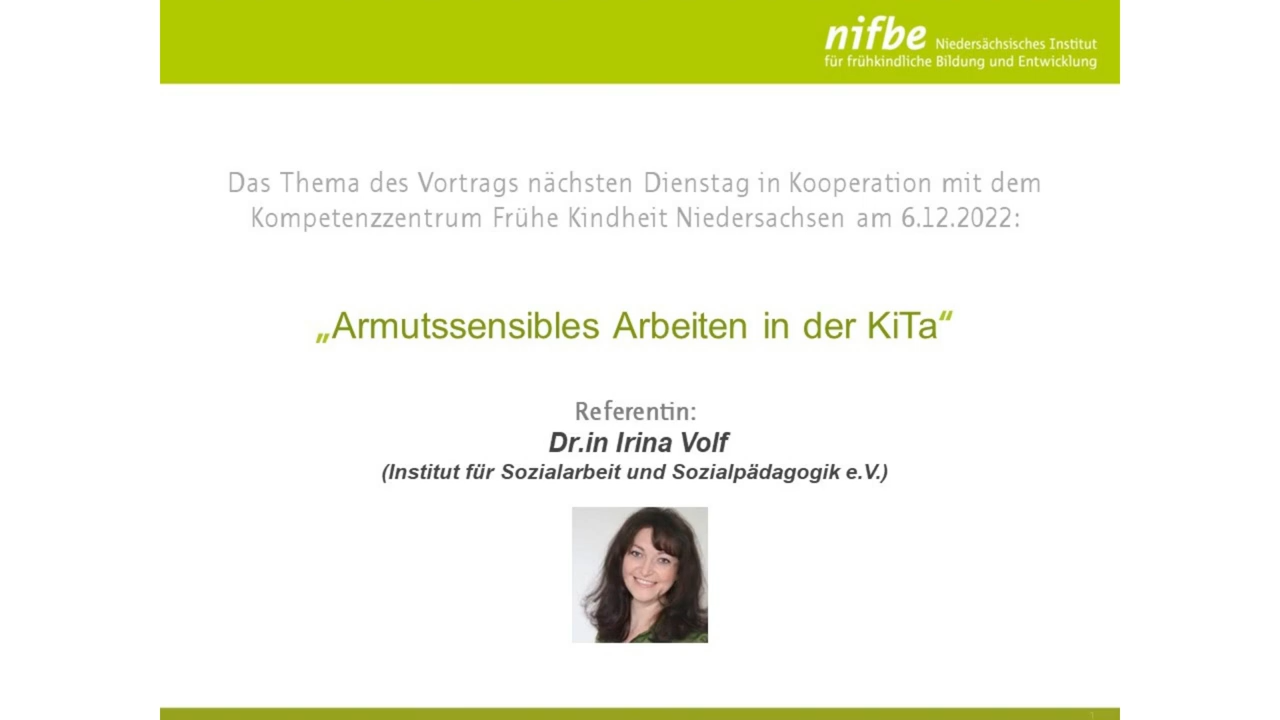 nifbe Niedersächsisches Institut
für frühkindliche Bildung und Entwicklung
Das Thema des Vortrags nächsten Dienstag in Kooperation mit dem
Kompetenzzentrum Frühe Kindheit Niedersachsen am 6.12.2022:
„Armutssensibles Arbeiten in der KiTa“
Referentin:
Dr.in Irina Volf
(Institut für Sozialarbeit und Sozialpädagogik e.V.)